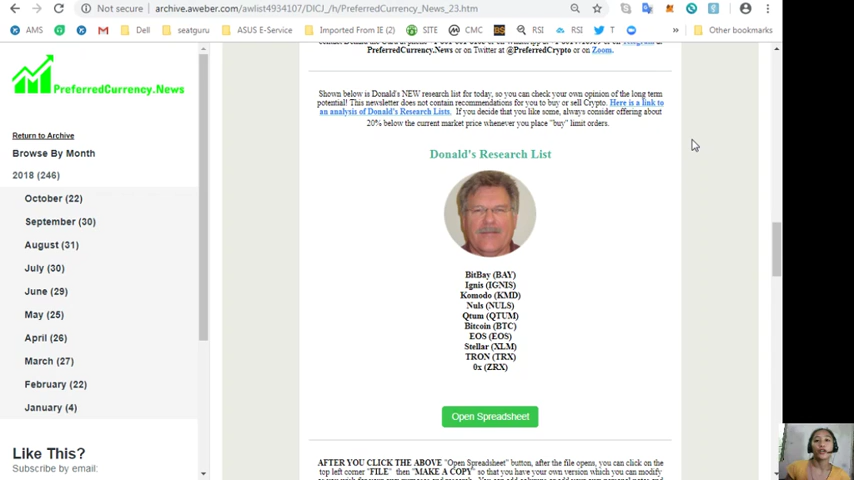 Not secure | archive.aweber.com/awlist4934107/DICJ_/h/PreferredCurrency_News_23.htm
AMS
Dell
seatguru
ASUS E-Service
Imported From IE (2)
SITE
CMC
RSI
RSI
T
»
Other bookmarks
PreferredCurrency.News
Return to Archive
Browse By Month
2018 (246)
October (22)
September (30)
August (31)
July (30)
June (29)
May (25)
April (26)
March (27)
February (22)
January (4)
Like This?
Subscribe by email:
PreferredCurrency.News or on Twitter at @PreferredCrypto or on Zoom.
Shown below is Donald's NEW research list for today, so you can check your own opinion of the long term
potential! This newsletter does not contain recommendations for you to buy or sell Crypto. Here is a link to
an analysis of Donald's Research Lists. If you decide that you like some, always consider offering about
20% below the current market price whenever you place "buy" limit orders.
Donald's Research List
BitBay (BAY)
Ignis (IGNIS)
Komodo (KMD)
Nuls (NULS)
Qtum (QTUM)
Bitcoin (BTC)
EOS (EOS)
Stellar (XLM)
TRON (TRX)
0x (ZRX)
Open Spreadsheet
AFTER YOU CLICK THE ABOVE "Open Spreadsheet" button, after the file opens, you can click on the
top left corner "FILE" then "MAKE A COPY" so that you have your own version which you can modify